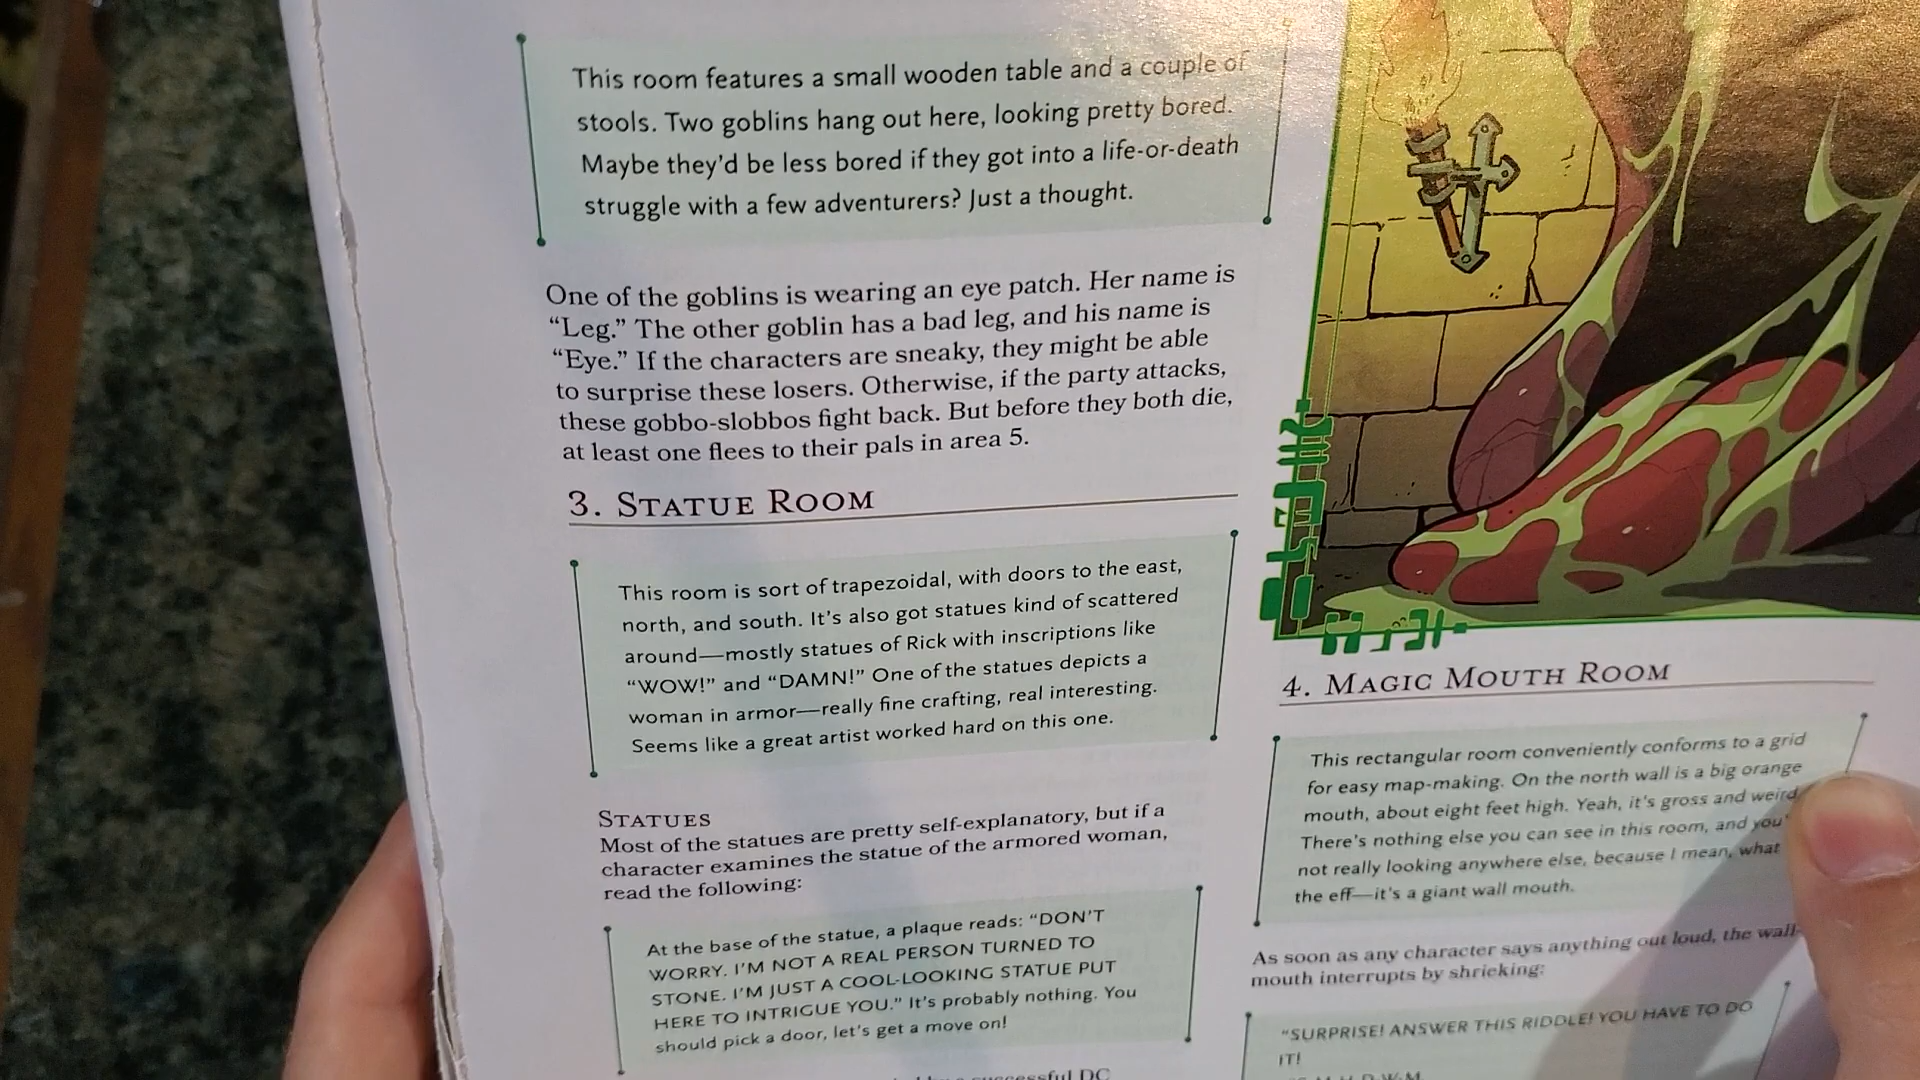 This room features a small wooden table and a couple of
stools. Two goblins hang out here, looking pretty bored.
Maybe they'd be less bored if they got into a life-or-death
struggle with a few adventurers? Just a thought.
One of the goblins is wearing an eye patch. Her name is
“Leg.” The other goblin has a bad leg, and his name is
“Eye.” If the characters are sneaky, they might be able
to surprise these losers. Otherwise, if the party attacks,
these gobbo-slobbos fight back. But before they both die,
at least one flees to their pals in area 5.
3. STATUE ROOM
This room is sort of trapezoidal, with doors to the east,
north, and south. It's also got statues kind of scattered
around—mostly statues of Rick with inscriptions like
“WOW!” and “DAMN!” One of the statues depicts a
woman in armor—really fine crafting, real interesting.
Seems like a great artist worked hard on this one.
STATUES
Most of the statues are pretty self-explanatory, but if a
character examines the statue of the armored woman,
read the following:
At the base of the statue, a plaque reads: “DON'T
WORRY. I'M NOT A REAL PERSON TURNED TO
STONE. I'M JUST A COOL-LOOKING STATUE PUT
HERE TO INTRIGUE YOU.” It's probably nothing. You
should pick a door, let's get a move on!
successful DC
4. MAGIC MOUTH ROOM
This rectangular room conveniently conforms to a grid
for easy map-making. On the north wall is a big orange
mouth, about eight feet high. Yeah, it's gross and weird
There's nothing else you can see in this room, and you'
not really looking anywhere else, because I mean, what
the eff—it's a giant wall mouth.
As soon as any character says anything out loud, the wall-
mouth interrupts by shrieking:
“SURPRISE! ANSWER THIS RIDDLE! YOU HAVE TO DO
IT!